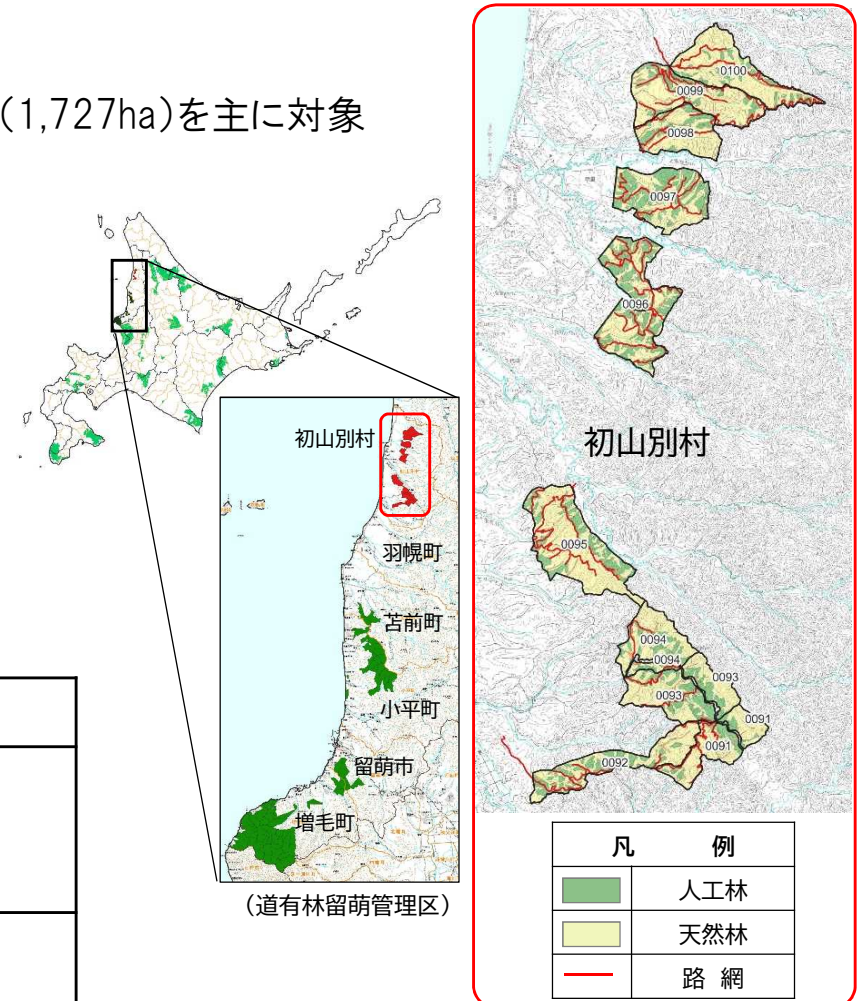 (1,727ha)を主に対象
初山別村
羽幌町
苫前町
小平町
留萌市
増毛町
(道有林留萌管理区)
0100
0099
0098
0097
0096
初山別村
0095
0094
0094
0093
0093
0091
0091
0092
凡 例
人工林
天然林
路 網